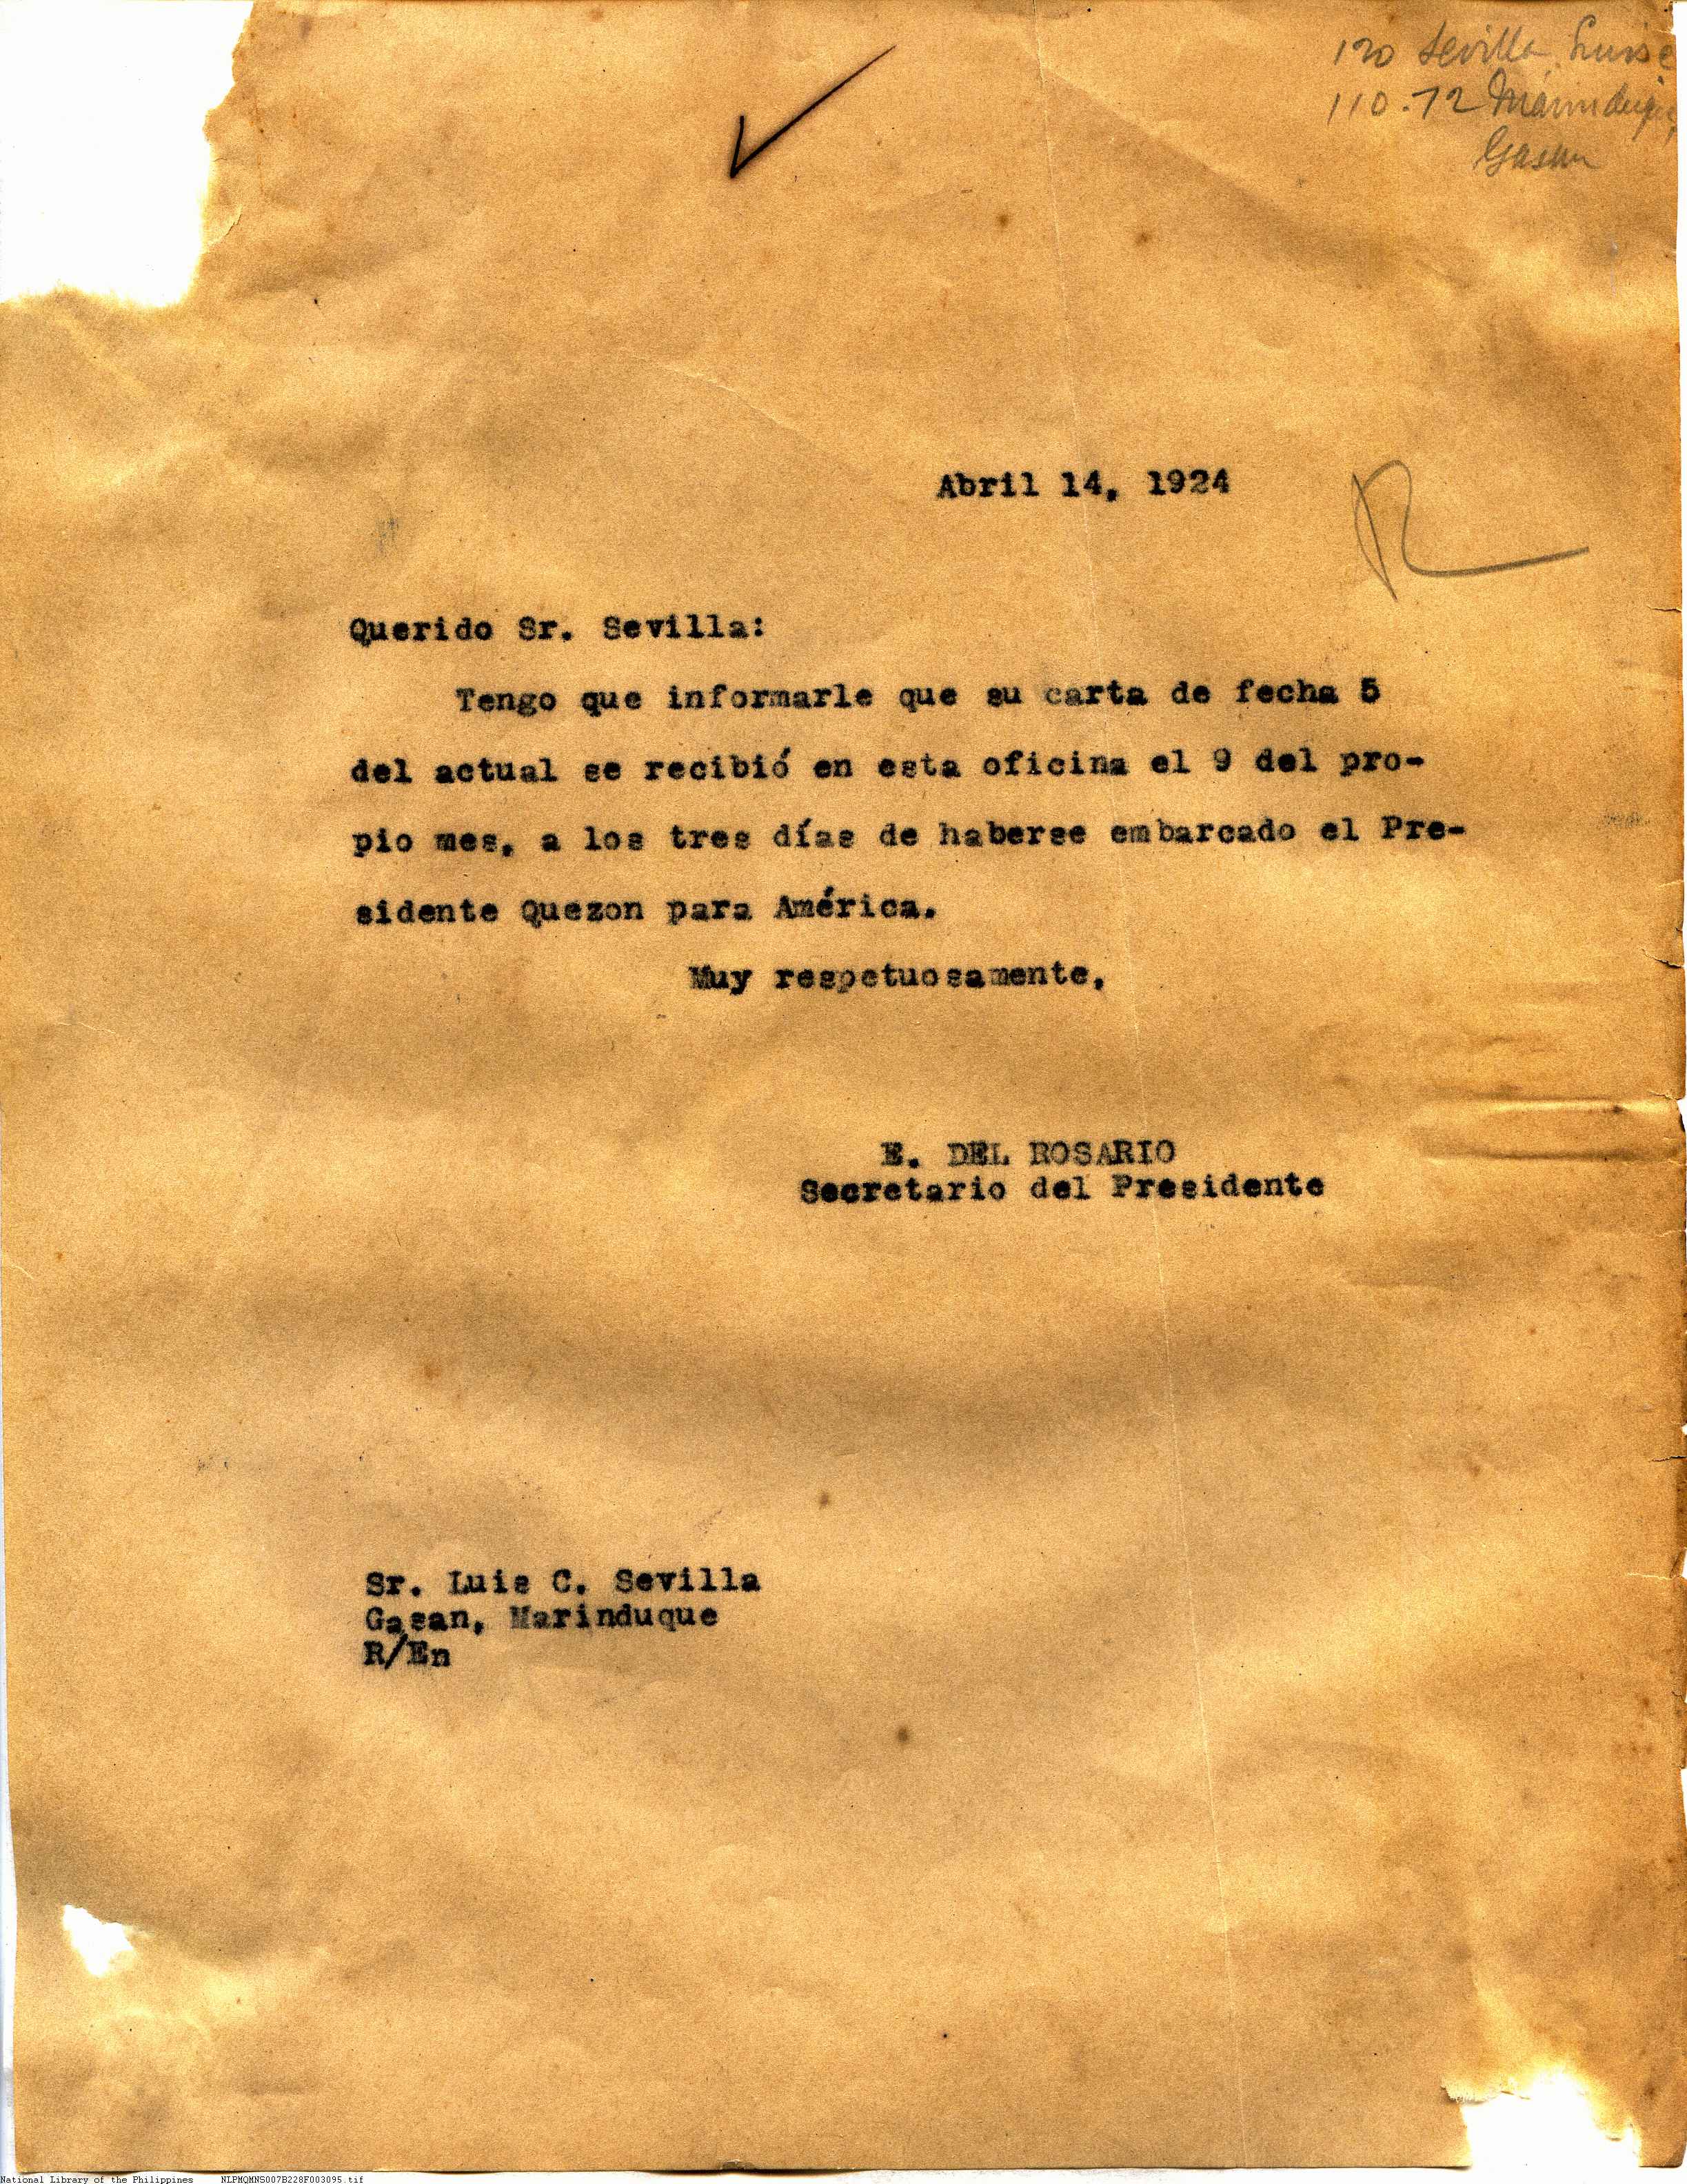 120 Sevilla, Luis C
110.72 Marinduque,
Gasan
Abril 14, 1924
R
Querido Sr. Sevilla:
Tengo que informarle que su carta de fecha 5
del actual se recibió en esta oficina el 9 del pro-
pio mes, a los tres días de haberse embarcado el Pre-
sidente Quezon para América.
Muy respetuosamente,
E. DEL ROSARIO
Secretario del Presidente
Sr. Luis C. Sevilla
Gasan, Marinduque
R/En
National Library of the Philippines NLPMQMNS007B228F003095.tif